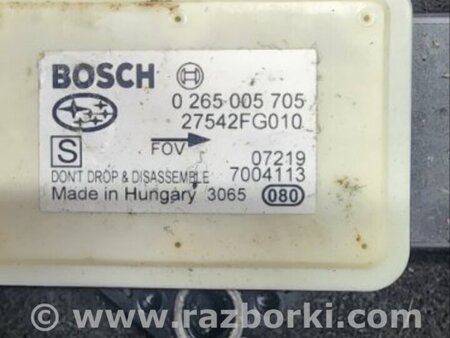 BOSCH
0 265 005 705
27542FG010
S
FOV
07219
DON'T DROP & DISASSEMBLE 7004113
Made in Hungary 3065 080
© www.razborki.com